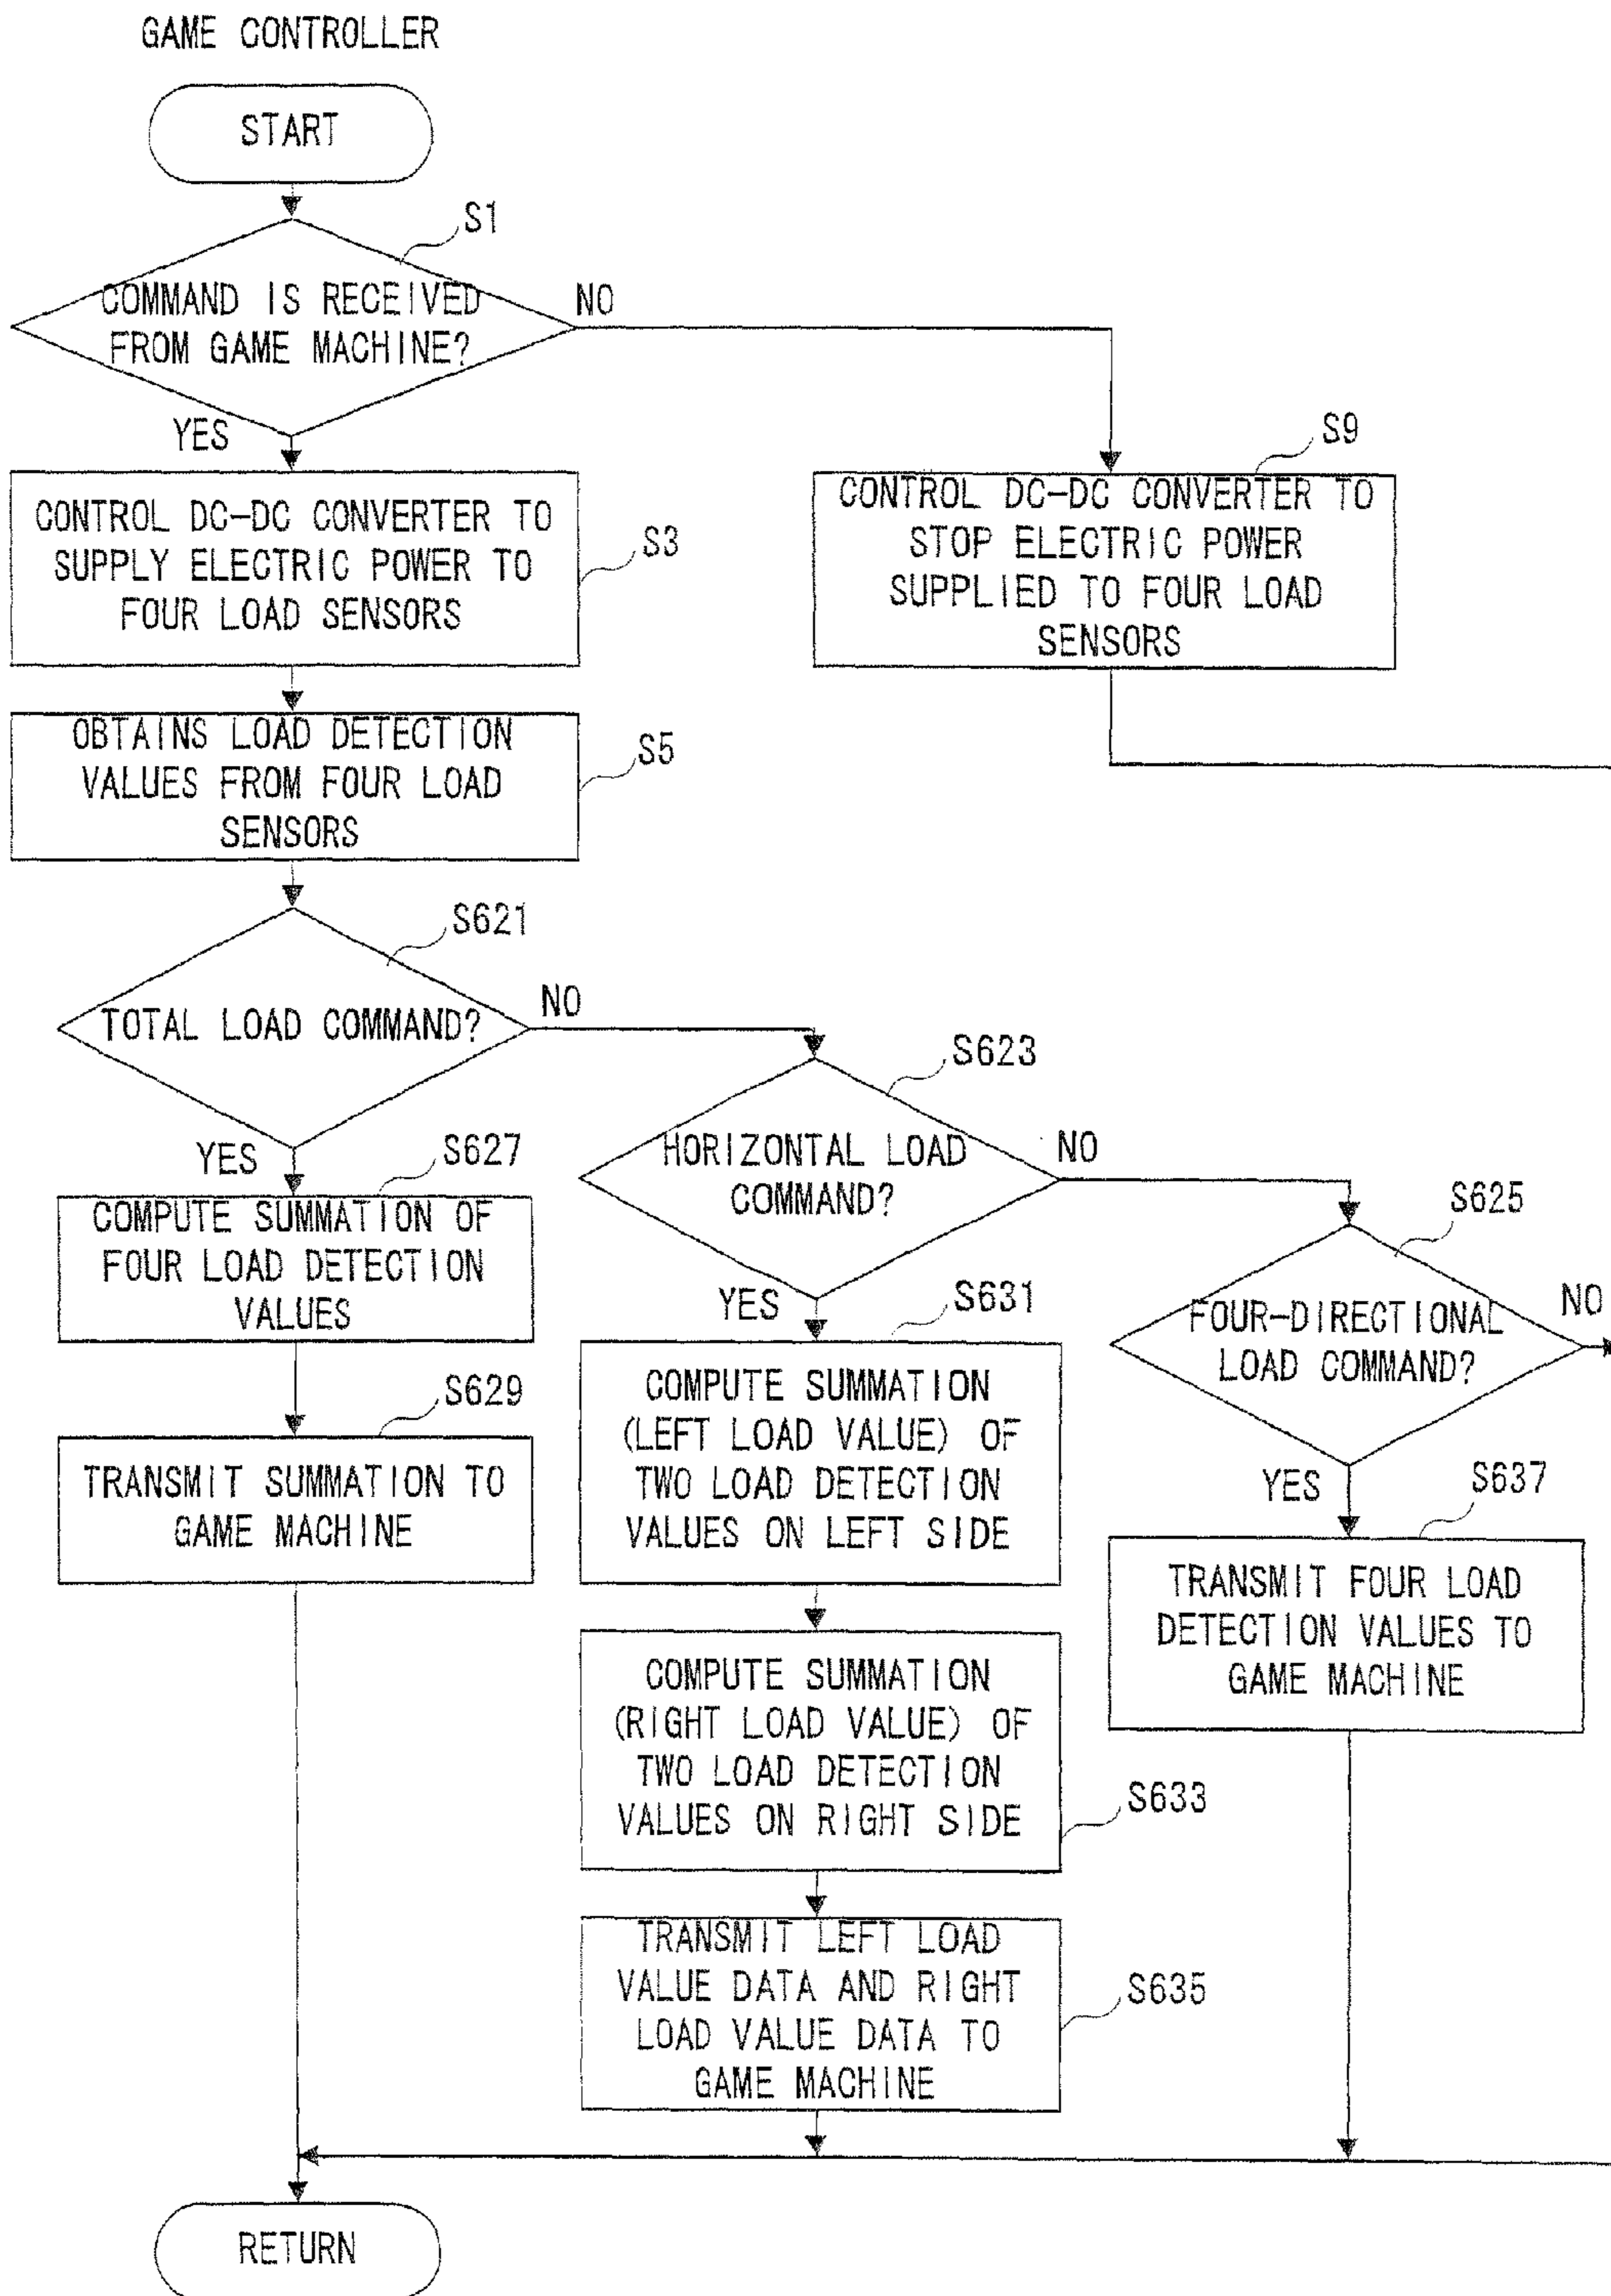 GAME CONTROLLER
START
S1
COMMAND IS RECEIVED
FROM GAME MACHINE?
NO
YES
S9
CONTROL DC-DC CONVERTER TO
STOP ELECTRIC POWER
SUPPLIED TO FOUR LOAD
SENSORS
CONTROL DC-DC CONVERTER TO
SUPPLY ELECTRIC POWER TO
FOUR LOAD SENSORS
S3
OBTAINS LOAD DETECTION
VALUES FROM FOUR LOAD
SENSORS
S5
S621
TOTAL LOAD COMMAND?
NO
YES
S623
HORIZONTAL LOAD
COMMAND?
NO
YES
S625
FOUR-DIRECTIONAL
LOAD COMMAND?
NO
YES
S627
COMPUTE SUMMATION OF
FOUR LOAD DETECTION
VALUES
S629
TRANSMIT SUMMATION TO
GAME MACHINE
S631
COMPUTE SUMMATION
(LEFT LOAD VALUE) OF
TWO LOAD DETECTION
VALUES ON LEFT SIDE
COMPUTE SUMMATION
(RIGHT LOAD VALUE) OF
TWO LOAD DETECTION
VALUES ON RIGHT SIDE
S633
TRANSMIT LEFT LOAD
VALUE DATA AND RIGHT
LOAD VALUE DATA TO
GAME MACHINE
S635
S637
TRANSMIT FOUR LOAD
DETECTION VALUES TO
GAME MACHINE
RETURN